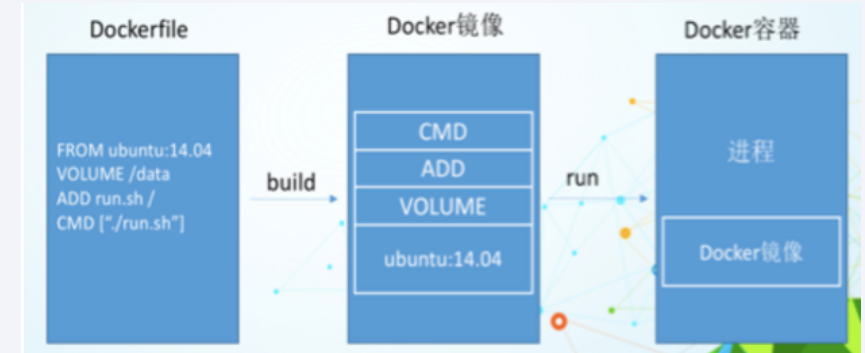 Dockerfile
Docker镜像
Docker容器
FROM ubuntu:14.04
VOLUME /data
ADD run.sh /
CMD ["./run.sh"]
build
CMD
ADD
VOLUME
ubuntu:14.04
run
进程
Docker镜像